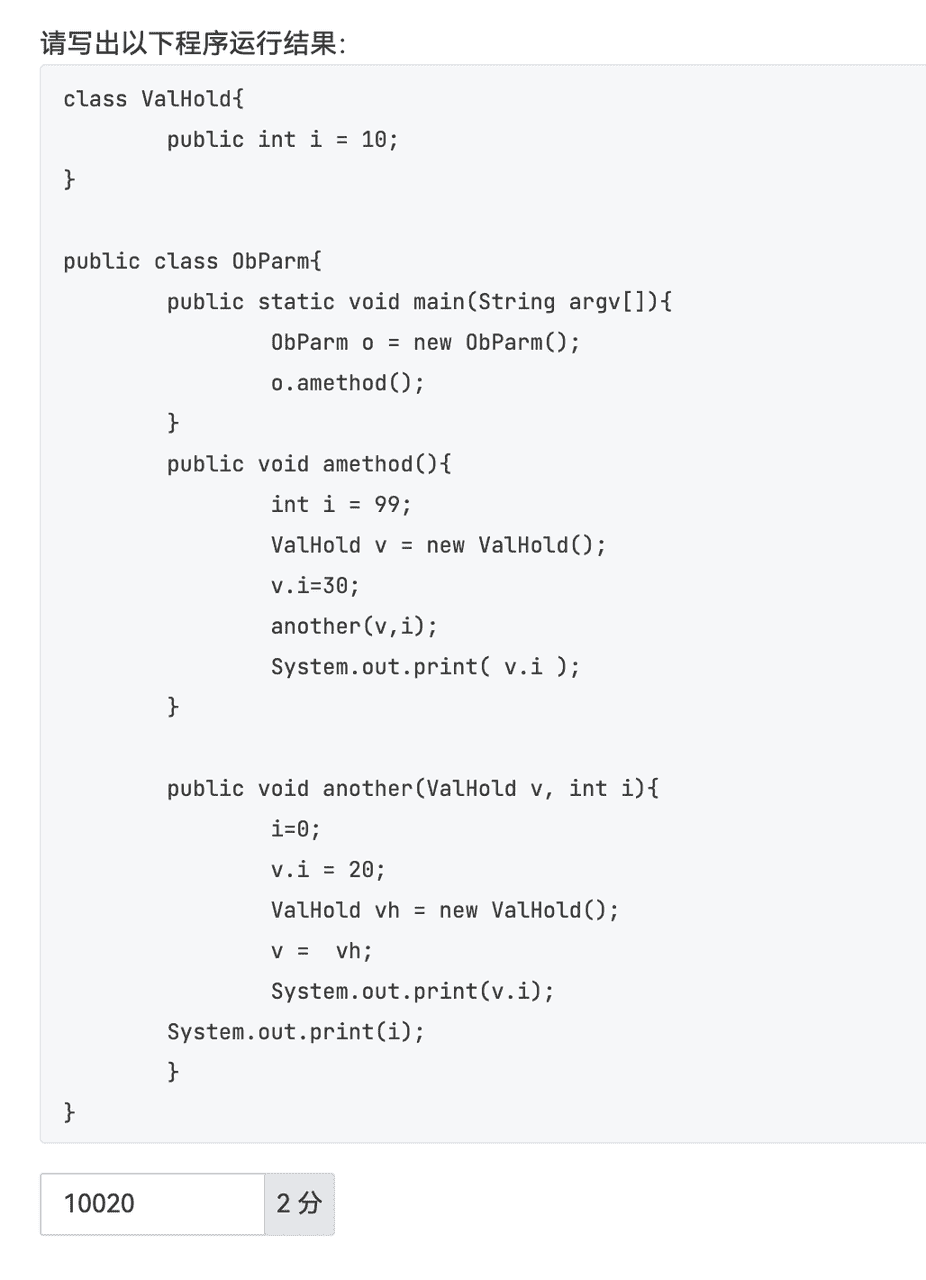 请写出以下程序运行结果：
class ValHold{
public int i = 10;
}
public class ObParm{
public static void main(String argv[]){
ObParm o = new ObParm();
o.amethod();
}
public void amethod(){
int i = 99;
ValHold v = new ValHold();
v.i=30;
another(v,i);
System.out.print( v.i );
}
public void another(ValHold v, int i){
i=0;
v.i = 20;
ValHold vh = new ValHold();
v =  vh;
System.out.print(v.i);
System.out.print(i);
}
}
10020 2 分